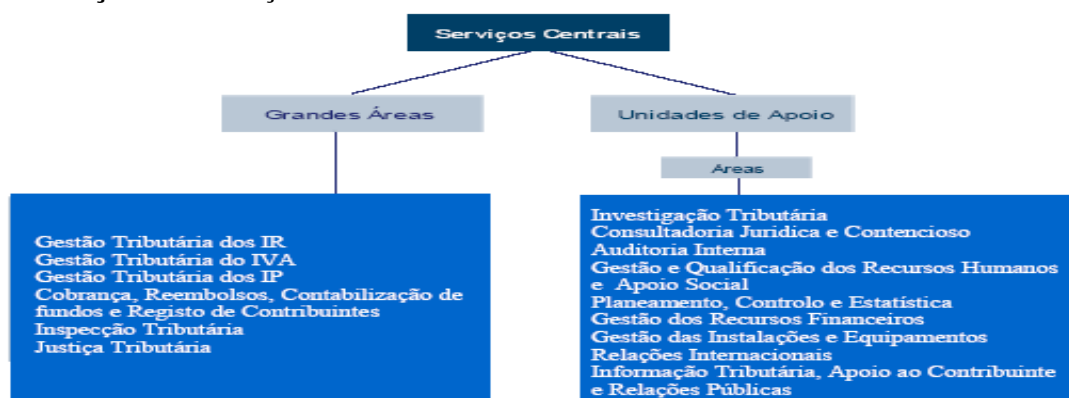 Serviços Centrais
Grandes Áreas
Unidades de Apoio
Areas
Gestão Tributária dos IR
Gestão Tributária do IVA
Gestão Tributária dos IP
Cobrança, Reembolsos, Contabilização de
fundos e Registo de Contribuintes
Inspecção Tributária
Justiça Tributária
Investigação Tributária
Consultadoria Juridica e Contencioso
Auditoria Interna
Gestão e Qualificação dos Recursos Humanos
e Apoio Social
Planeamento, Controlo e Estatística
Gestão dos Recursos Financeiros
Gestão das Instalações e Equipamentos
Relações Internacionais
Informação Tributária, Apoio ao Contribuinte
e Relações Públicas